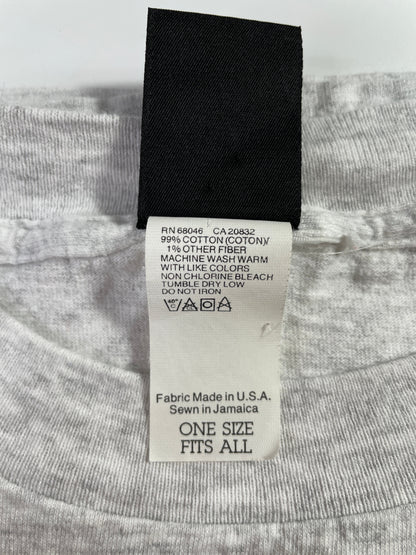 RN 68046 CA 20832
99% COTTON (COTON)/
1% OTHER FIBER
MACHINE WASH WARM
WITH LIKE COLORS
NON CHLORINE BLEACH
TUMBLE DRY LOW
DO NOT IRON
Fabric Made in U.S.A.
Sewn in Jamaica
ONE SIZE
FITS ALL